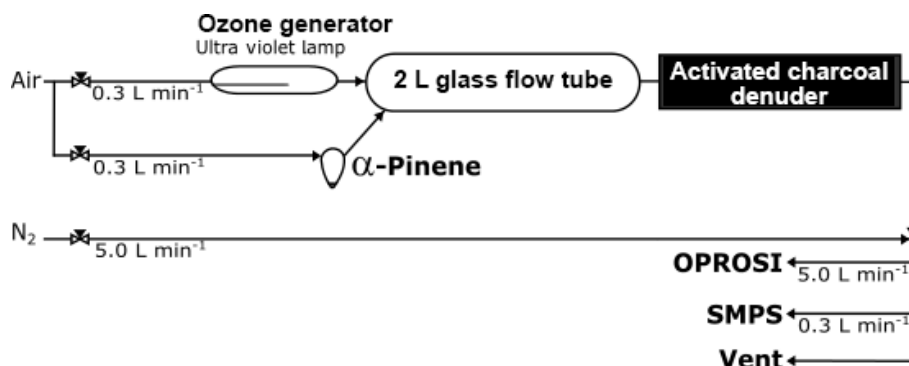 Ozone generator
Ultra violet lamp
Air
0.3 L min⁻¹
2 L glass flow tube
Activated charcoal
denuder
0.3 L min⁻¹
α-Pinene
N₂
5.0 L min⁻¹
OPROSI
5.0 L min⁻¹
SMPS
0.3 L min⁻¹
Vent